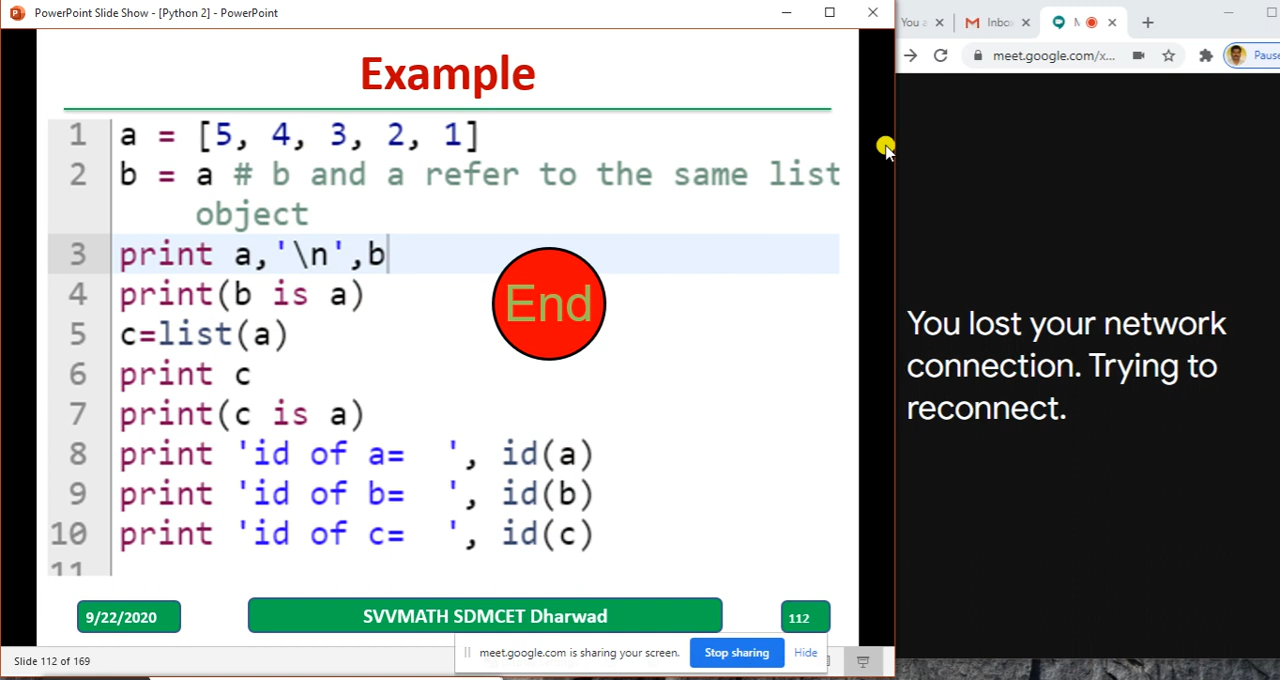 PowerPoint Slide Show - [Python 2] - PowerPoint
Example
1 a = [5, 4, 3, 2, 1]
2 b = a # b and a refer to the same list
object
3 print a,'\n',b
4 print(b is a)
5 c=list(a)
6 print c
7 print(c is a)
8 print 'id of a=  ', id(a)
9 print 'id of b=  ', id(b)
10 print 'id of c=  ', id(c)
11
End
9/22/2020
SVVMATH SDMCET Dharwad
112
meet.google.com is sharing your screen.
Stop sharing
Hide
Slide 112 of 169
You a
Inbo
M
meet.google.com/x...
Pause
You lost your network
connection. Trying to
reconnect.